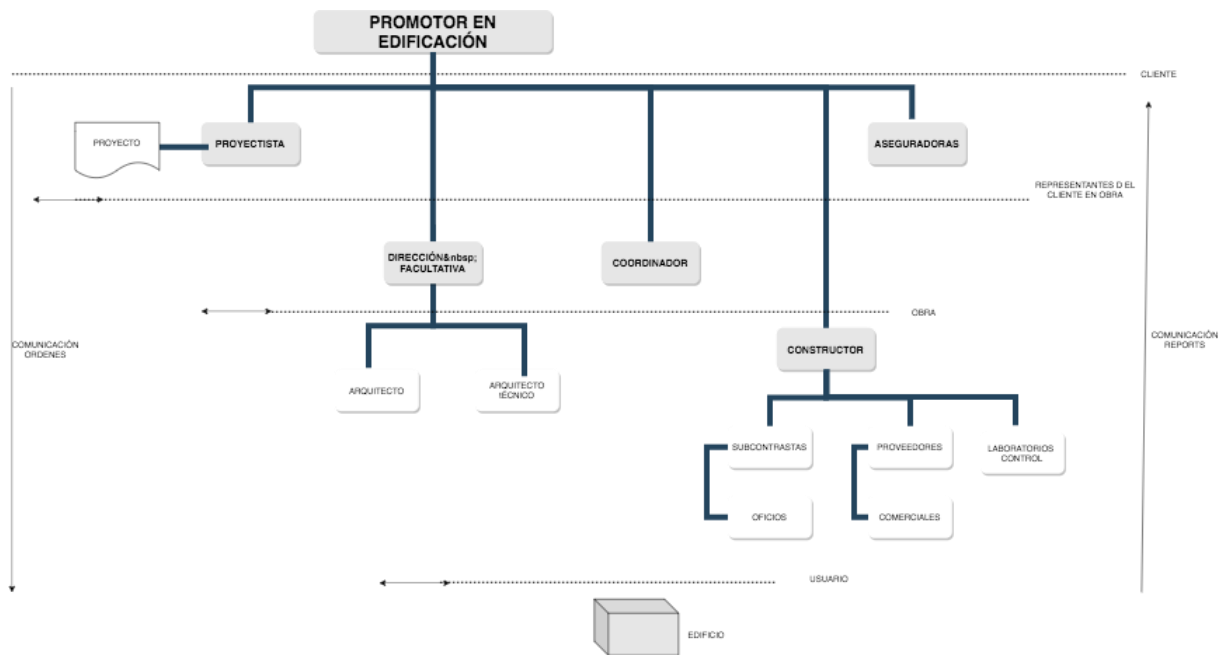 PROMOTOR EN
EDIFICACIÓN
CLIENTE
PROYECTO
PROYECTISTA
ASEGURADORAS
REPRESENTANTES D EL
CLIENTE EN OBRA
DIRECCIÓN&nbsp;
FACULTATIVA
COORDINADOR
OBRA
COMUNICACIÓN
ORDENES
COMUNICACIÓN
REPORTS
CONSTRUCTOR
ARQUITECTO
ARQUITECTO
tÉCNICO
SUBCONTRASTAS
PROVEEDORES
LABORATORIOS
CONTROL
OFICIOS
COMERCIALES
USUARIO
EDIFICIO